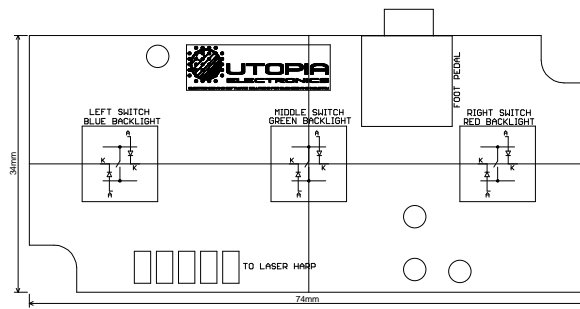 UTOPIA
ELECTRONICS
FOOT PEDAL
LEFT SWITCH
BLUE BACKLIGHT
MIDDLE SWITCH
GREEN BACKLIGHT
RIGHT SWITCH
RED BACKLIGHT
A
K
K
A
A
K
K
A
A
K
K
A
34mm
TO LASER HARP
74mm